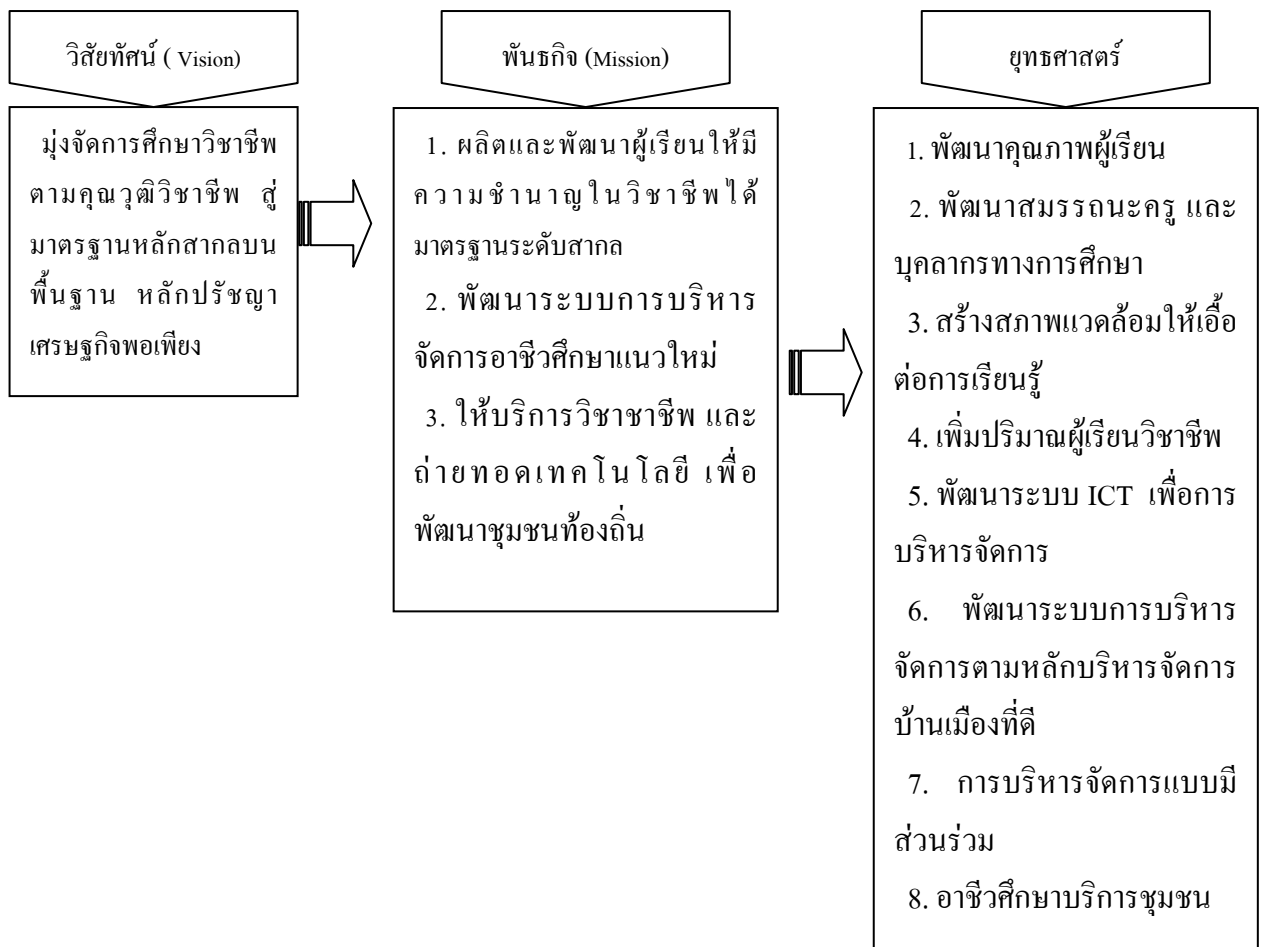 วิสัยทัศน์ ( Vision)
มุ่งจัดการศึกษาวิชาชีพ
ตามคุณวุฒิวิชาชีพ สู่
มาตรฐานหลักสากลบน
พื้นฐาน หลักปรัชญา
เศรษฐกิจพอเพียง
พันธกิจ (Mission)
1. ผลิตและพัฒนาผู้เรียนให้มี
ความชำนาญในวิชาชีพได้
มาตรฐานระดับสากล
2. พัฒนาระบบการบริหาร
จัดการอาชีวศึกษาแนวใหม่
3. ให้บริการวิชาชาชีพ และ
ถ่ายทอดเทคโนโลยี เพื่อ
พัฒนาชุมชนท้องถิ่น
ยุทธศาสตร์
1. พัฒนาคุณภาพผู้เรียน
2. พัฒนาสมรรถนะครู และ
บุคลากรทางการศึกษา
3. สร้างสภาพแวดล้อมให้เอื้อ
ต่อการเรียนรู้
4. เพิ่มปริมาณผู้เรียนวิชาชีพ
5. พัฒนาระบบ ICT เพื่อการ
บริหารจัดการ
6. พัฒนาระบบการบริหาร
จัดการตามหลักบริหารจัดการ
บ้านเมืองที่ดี
7. การบริหารจัดการแบบมี
ส่วนร่วม
8. อาชีวศึกษาบริการชุมชน